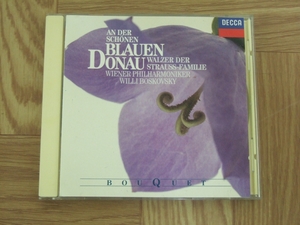 DECCA
AN DER
SCHÖNEN
BLAUEN
DONAU
WALZER DER
STRAUSS-FAMILIE
WIENER PHILHARMONIKER
WILLI BOSKOVSKY
BOUQUET